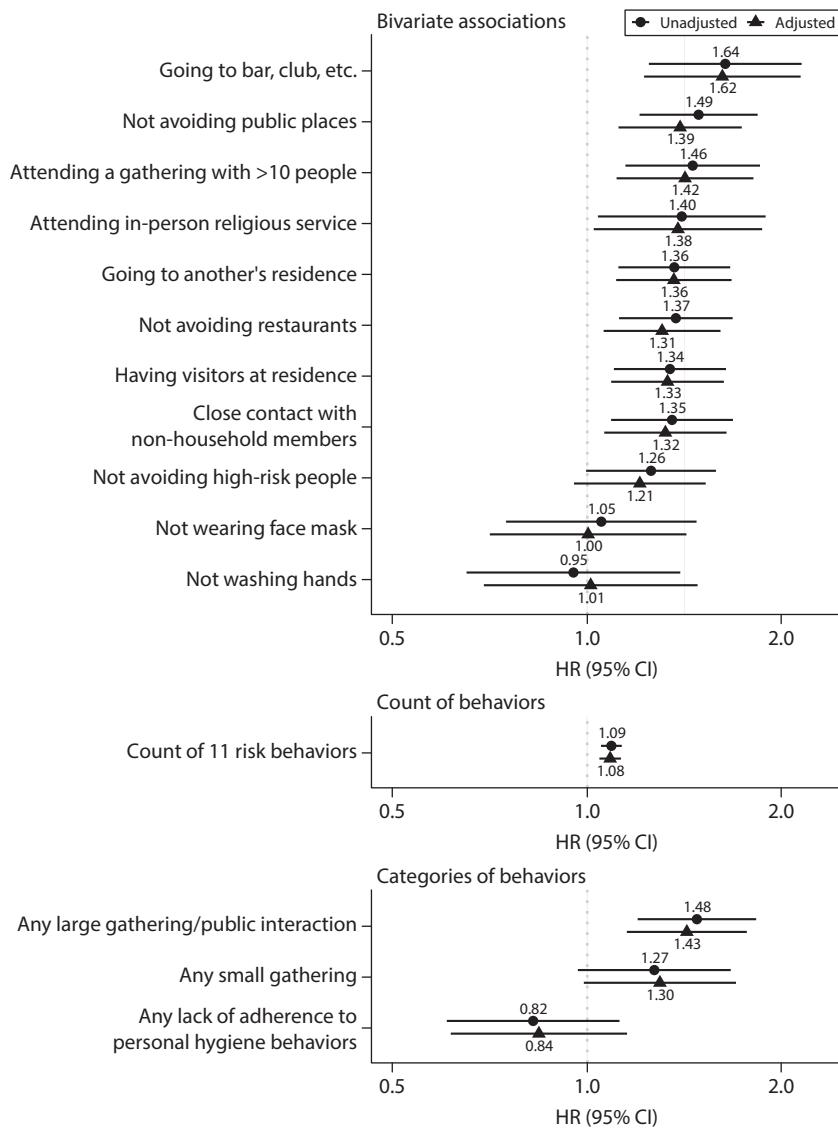 Bivariate associations
Unadjusted
Adjusted
Going to bar, club, etc.
1.64
1.62
Not avoiding public places
1.49
1.39
Attending a gathering with >10 people
1.46
1.42
Attending in-person religious service
1.40
1.38
Going to another's residence
1.36
1.36
Not avoiding restaurants
1.37
1.31
Having visitors at residence
1.34
1.33
Close contact with
non-household members
1.35
1.32
Not avoiding high-risk people
1.26
1.21
Not wearing face mask
1.05
1.00
Not washing hands
0.95
1.01
0.5 1.0 2.0
HR (95% CI)
Count of behaviors
Count of 11 risk behaviors
1.09
1.08
0.5 1.0 2.0
HR (95% CI)
Categories of behaviors
Any large gathering/public interaction
1.48
1.43
Any small gathering
1.27
1.30
Any lack of adherence to
personal hygiene behaviors
0.82
0.84
0.5 1.0 2.0
HR (95% CI)